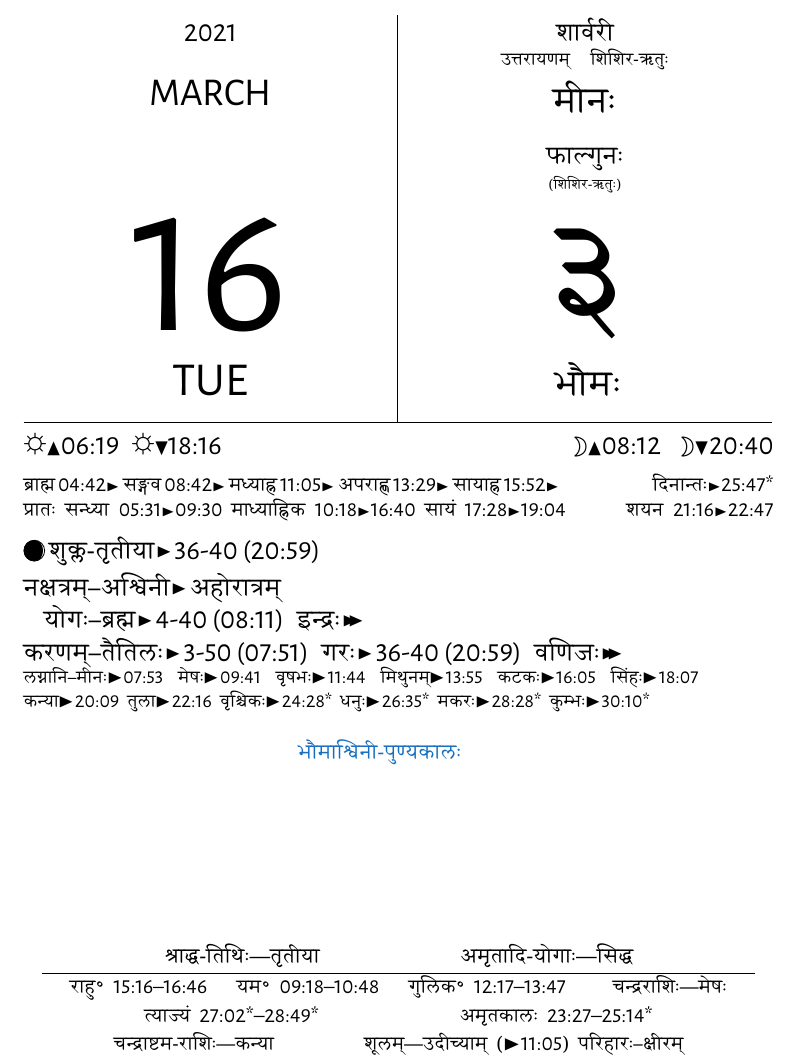 2021
MARCH
16
TUE
शार्वरी
उत्तरायणम् शिशिर-ऋतुः
मीनः
फाल्गुनः
(शिशिर-ऋतुः)
३
भौमः
☼▲06:19 ☼▼18:16 ☽▲08:12 ☽▼20:40
ब्राह्म 04:42► सङ्गव 08:42► मध्याह्न 11:05► अपराह्ण 13:29► सायाह्न 15:52► दिनान्तः►25:47*
प्रातः सन्ध्या 05:31►09:30 माध्याह्निक 10:18►16:40 सायं 17:28►19:04 शयन 21:16►22:47
शुक्ल-तृतीया►36-40 (20:59)
नक्षत्रम्–अश्विनी► अहोरात्रम्
योगः–ब्रह्म►4-40 (08:11) इन्द्रः►►
करणम्–तैतिलः►3-50 (07:51) गरः►36-40 (20:59) वणिजः►►
लग्नानि–मीनः►07:53 मेषः►09:41 वृषभः►11:44 मिथुनम्►13:55 कटकः►16:05 सिंहः►18:07
कन्या►20:09 तुला►22:16 वृश्चिकः►24:28* धनुः►26:35* मकरः►28:28* कुम्भः►30:10*
भौमाश्विनी-पुण्यकालः
श्राद्ध-तिथिः—तृतीया अमृतादि-योगाः—सिद्ध
राहु° 15:16–16:46 यम° 09:18–10:48 गुलिक° 12:17–13:47 चन्द्रराशिः—मेषः
त्याज्यं 27:02*–28:49* अमृतकालः 23:27–25:14*
चन्द्राष्टम-राशिः—कन्या शूलम्—उदीच्याम् (►11:05) परिहारः–क्षीरम्